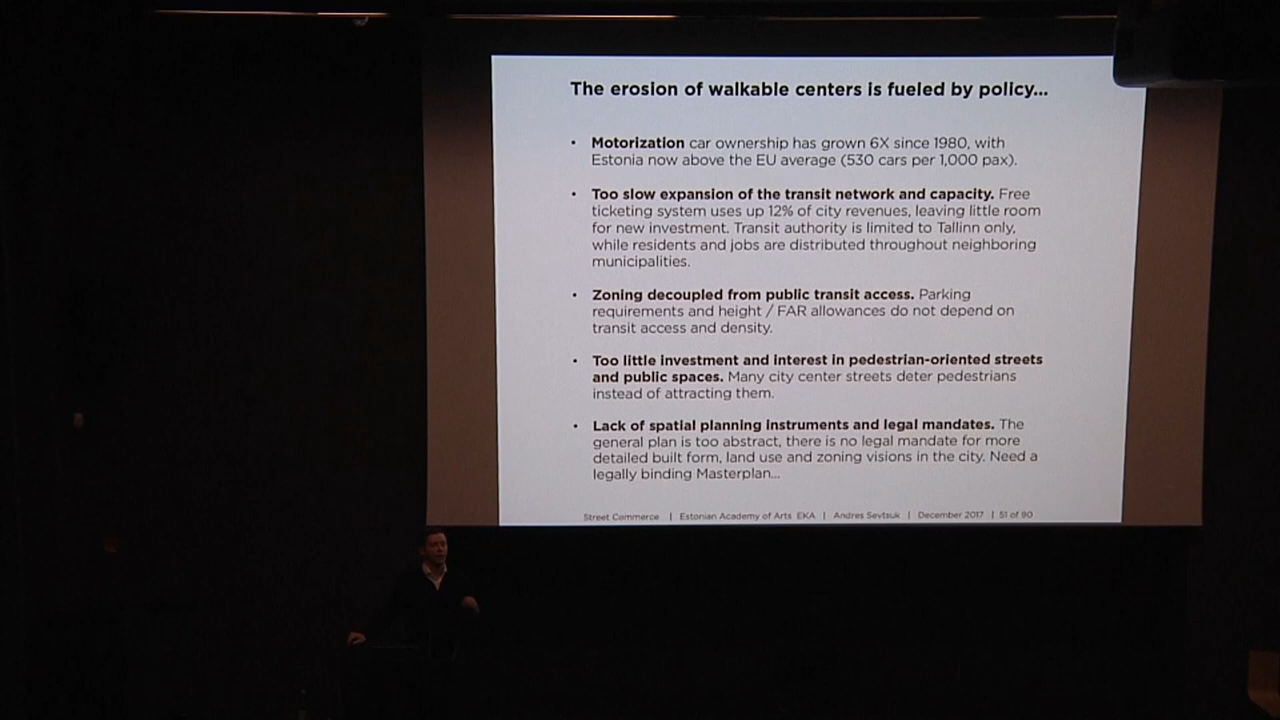 The erosion of walkable centers is fueled by policy...
• Motorization car ownership has grown 6X since 1980, with
Estonia now above the EU average (530 cars per 1,000 pax).
• Too slow expansion of the transit network and capacity. Free
ticketing system uses up 12% of city revenues, leaving little room
for new investment. Transit authority is limited to Tallinn only,
while residents and jobs are distributed throughout neighboring
municipalities.
• Zoning decoupled from public transit access. Parking
requirements and height / FAR allowances do not depend on
transit access and density.
• Too little investment and interest in pedestrian-oriented streets
and public spaces. Many city center streets deter pedestrians
instead of attracting them.
• Lack of spatial planning instruments and legal mandates. The
general plan is too abstract, there is no legal mandate for more
detailed built form, land use and zoning visions in the city. Need a
legally binding Masterplan...
Street Commerce | Estonian Academy of Arts EKA | Andres Sevtsuk | December 2017 | 51 of 90